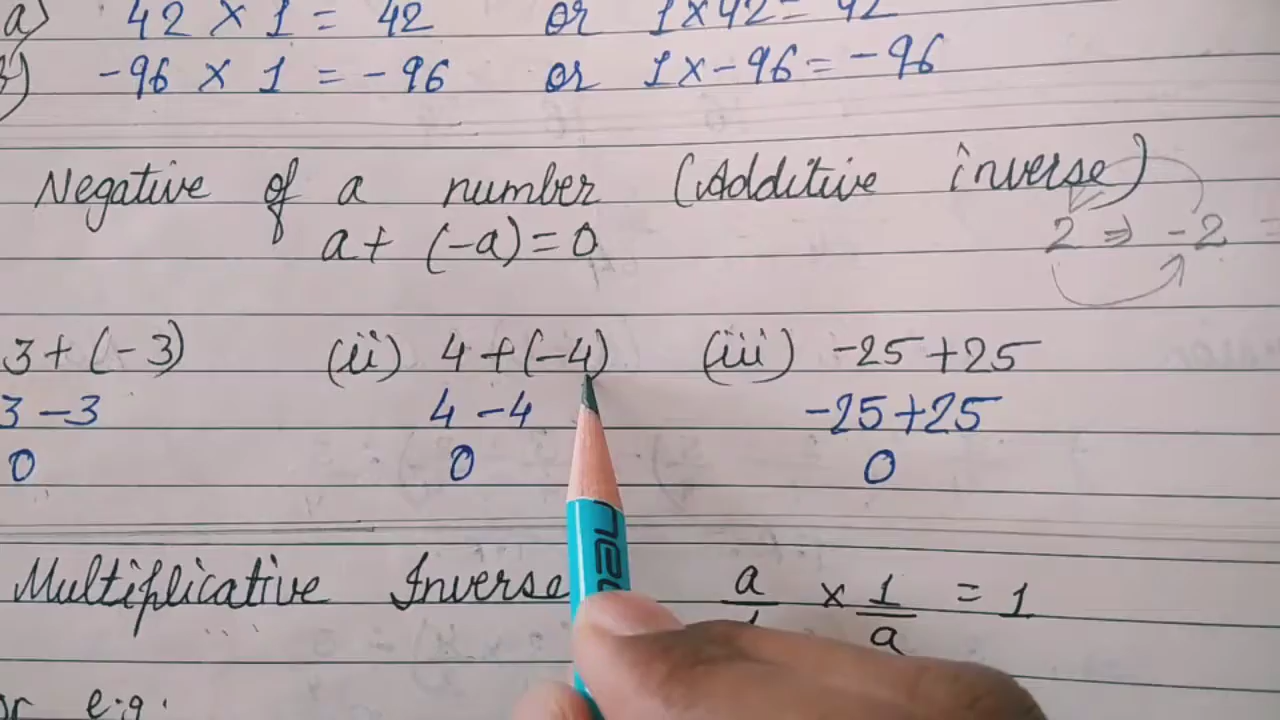 a) 42 × 1 = 42 or 1×42= 42
-96 × 1 = -96 or 1×-96=-96
Negative of a number (Additive inverse)
a+ (-a)=0
2 ⇒ -2 =
3+(-3) (ii) 4+(-4) (iii) -25+25
3-3 4-4 -25+25
0 0 0
Multiplicative Inverse a/1 × 1/a = 1
e.g.